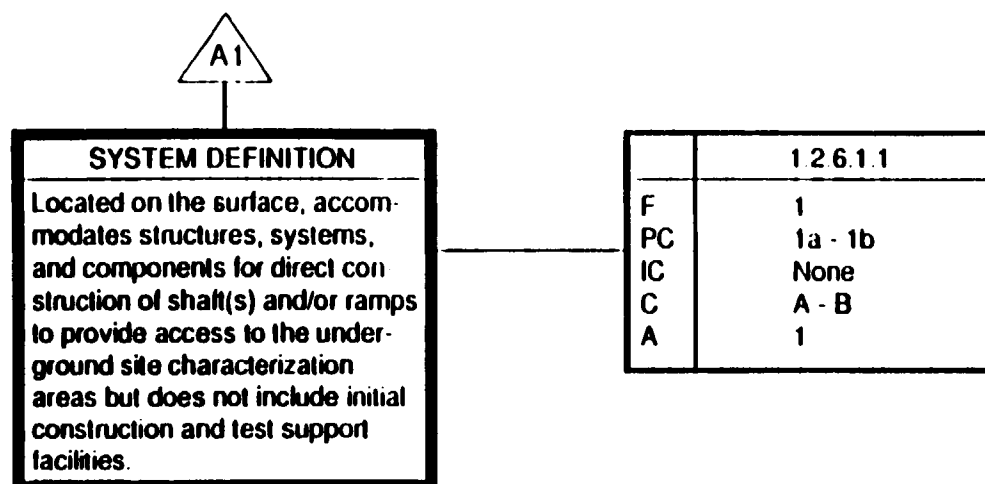 A1
SYSTEM DEFINITION
Located on the surface, accom-
modates structures, systems,
and components for direct con
struction of shaft(s) and/or ramps
to provide access to the under-
ground site characterization
areas but does not include initial
construction and test support
facilities.
1.2.6.1.1
F 1
PC 1a - 1b
IC None
C A - B
A 1